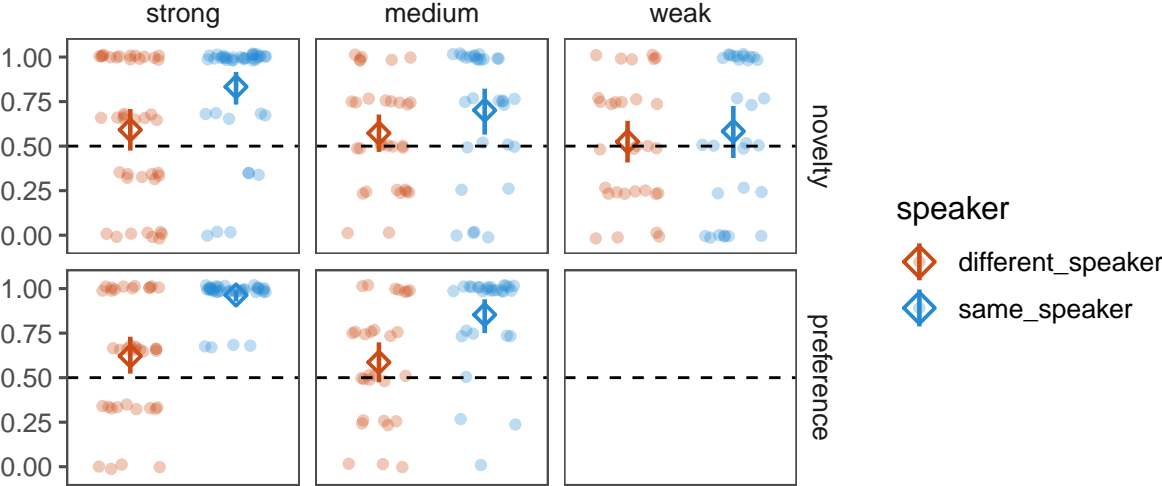 strong medium weak
1.00
0.75
0.50
0.25
0.00
novelty
1.00
0.75
0.50
0.25
0.00
preference
speaker
different_speaker
same_speaker